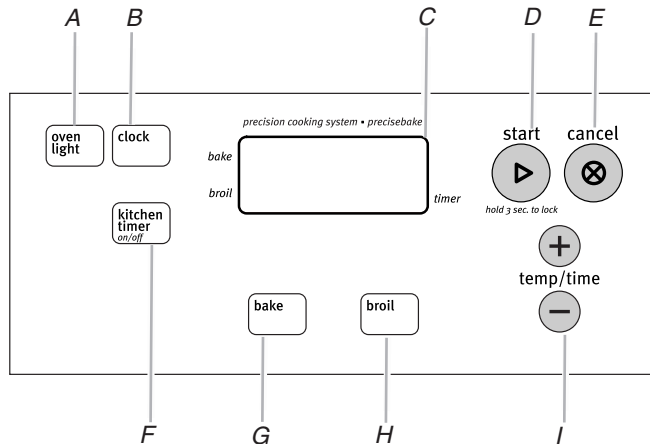 A B C D E
precision cooking system • precisebake
oven
light
clock
bake
broil
timer
start
cancel
hold 3 sec. to lock
kitchen
timer
on/off
temp/time
bake
broil
F G H I